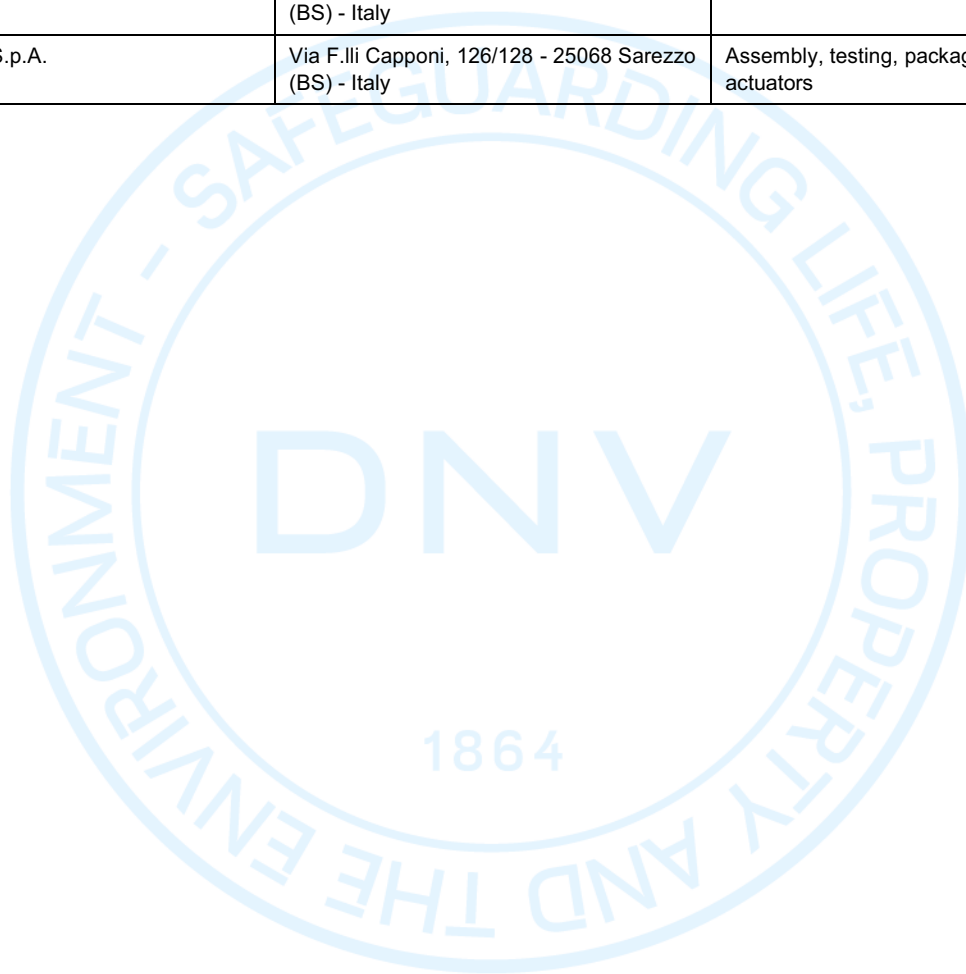 (BS) - Italy
S.p.A.
Via F.lli Capponi, 126/128 - 25068 Sarezzo
(BS) - Italy
Assembly, testing, packag
actuators
SAFEGUARDING LIFE, PROPERTY AND THE ENVIRONMENT -
DNV
1864